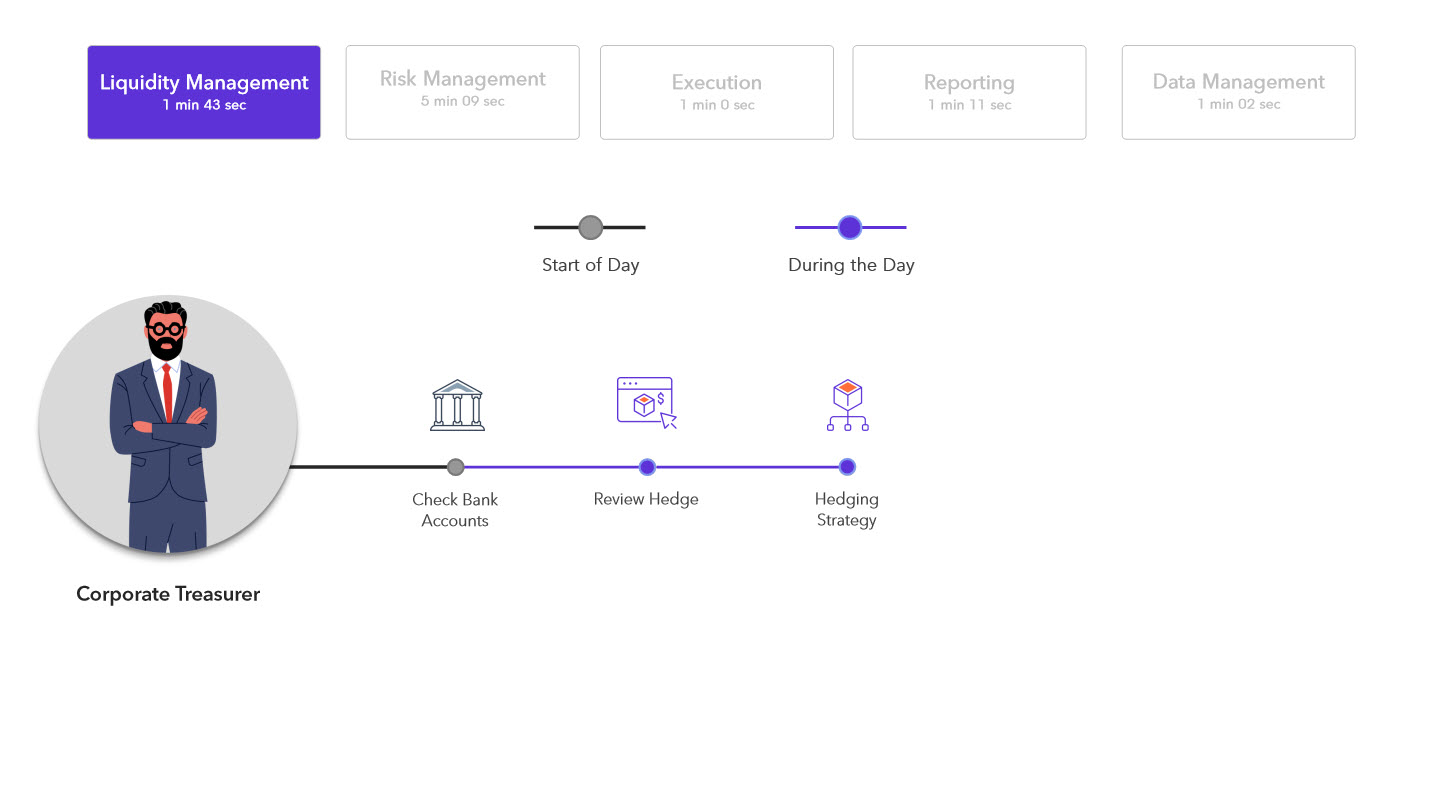 Liquidity Management
1 min 43 sec
Risk Management
5 min 09 sec
Execution
1 min 0 sec
Reporting
1 min 11 sec
Data Management
1 min 02 sec
Start of Day
During the Day
$
Check Bank
Accounts
Review Hedge
Hedging
Strategy
Corporate Treasurer